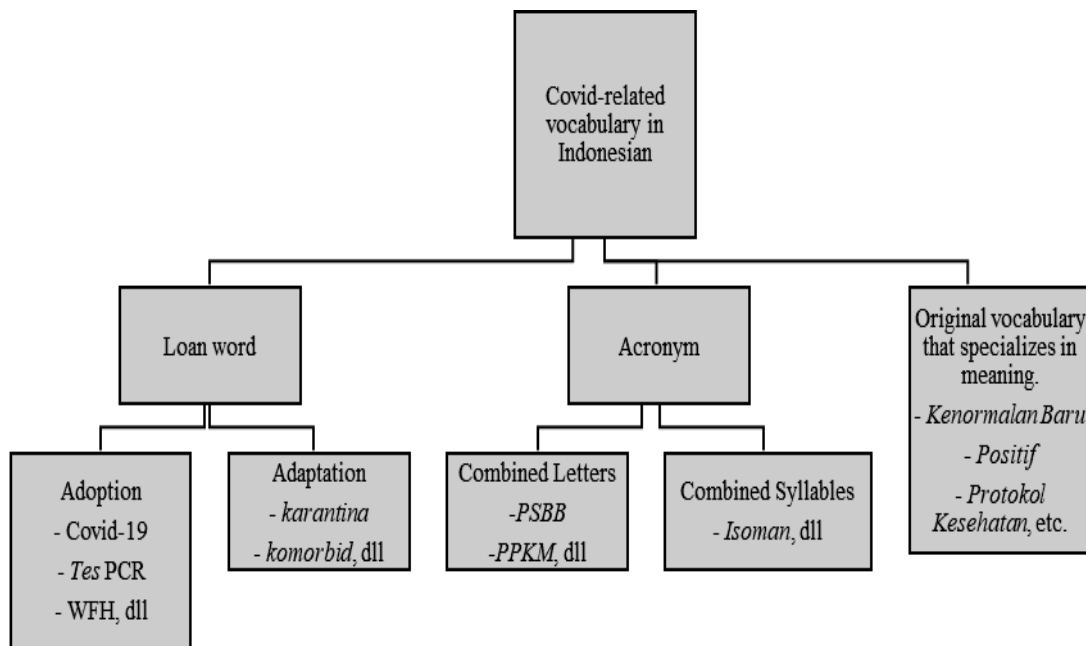 Covid-related
vocabulary in
Indonesian
Loan word
Acronym
Original vocabulary
that specializes in
meaning.
- Kenormalan Baru
- Positif
- Protokol
Kesehatan, etc.
Adoption
- Covid-19
- Tes PCR
- WFH, dll
Adaptation
- karantina
- komorbid, dll
Combined Letters
-PSBB
-PPKM, dll
Combined Syllables
- Isoman, dll